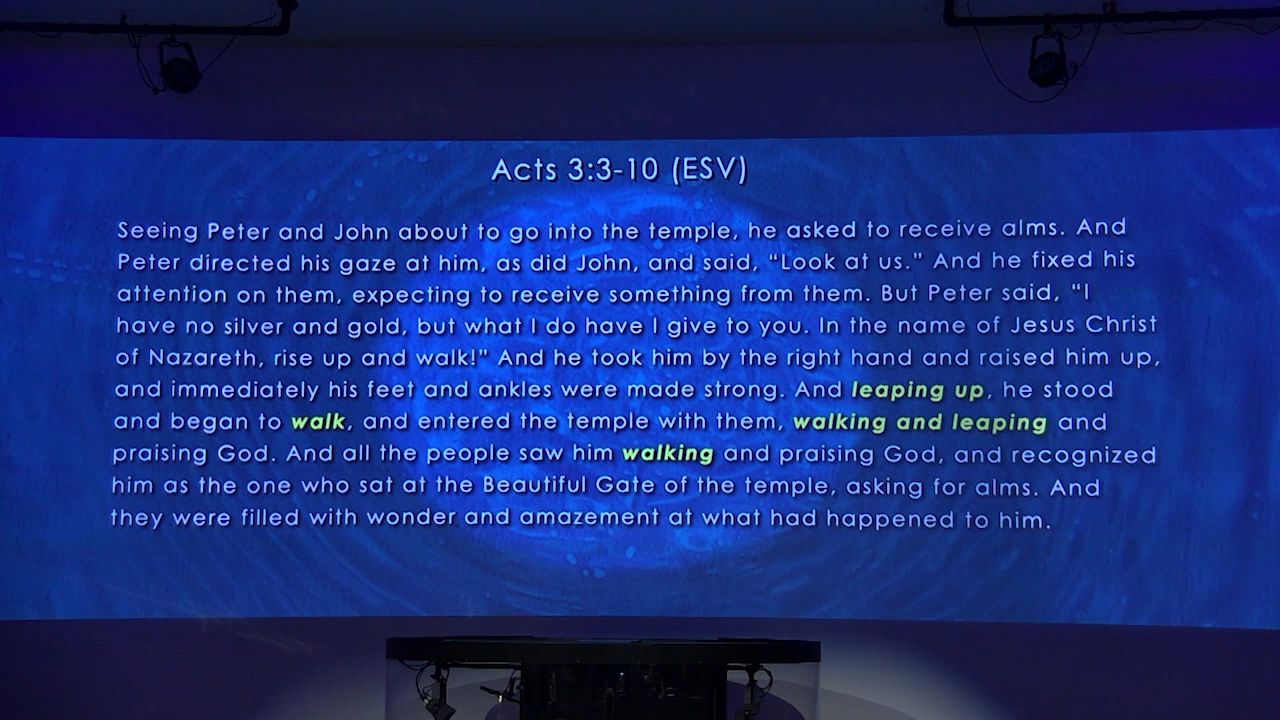 Acts 3:3-10 (ESV)
Seeing Peter and John about to go into the temple, he asked to receive alms. And
Peter directed his gaze at him, as did John, and said, “Look at us.” And he fixed his
attention on them, expecting to receive something from them. But Peter said, “I
have no silver and gold, but what I do have I give to you. In the name of Jesus Christ
of Nazareth, rise up and walk!” And he took him by the right hand and raised him up,
and immediately his feet and ankles were made strong. And leaping up, he stood
and began to walk, and entered the temple with them, walking and leaping and
praising God. And all the people saw him walking and praising God, and recognized
him as the one who sat at the Beautiful Gate of the temple, asking for alms. And
they were filled with wonder and amazement at what had happened to him.